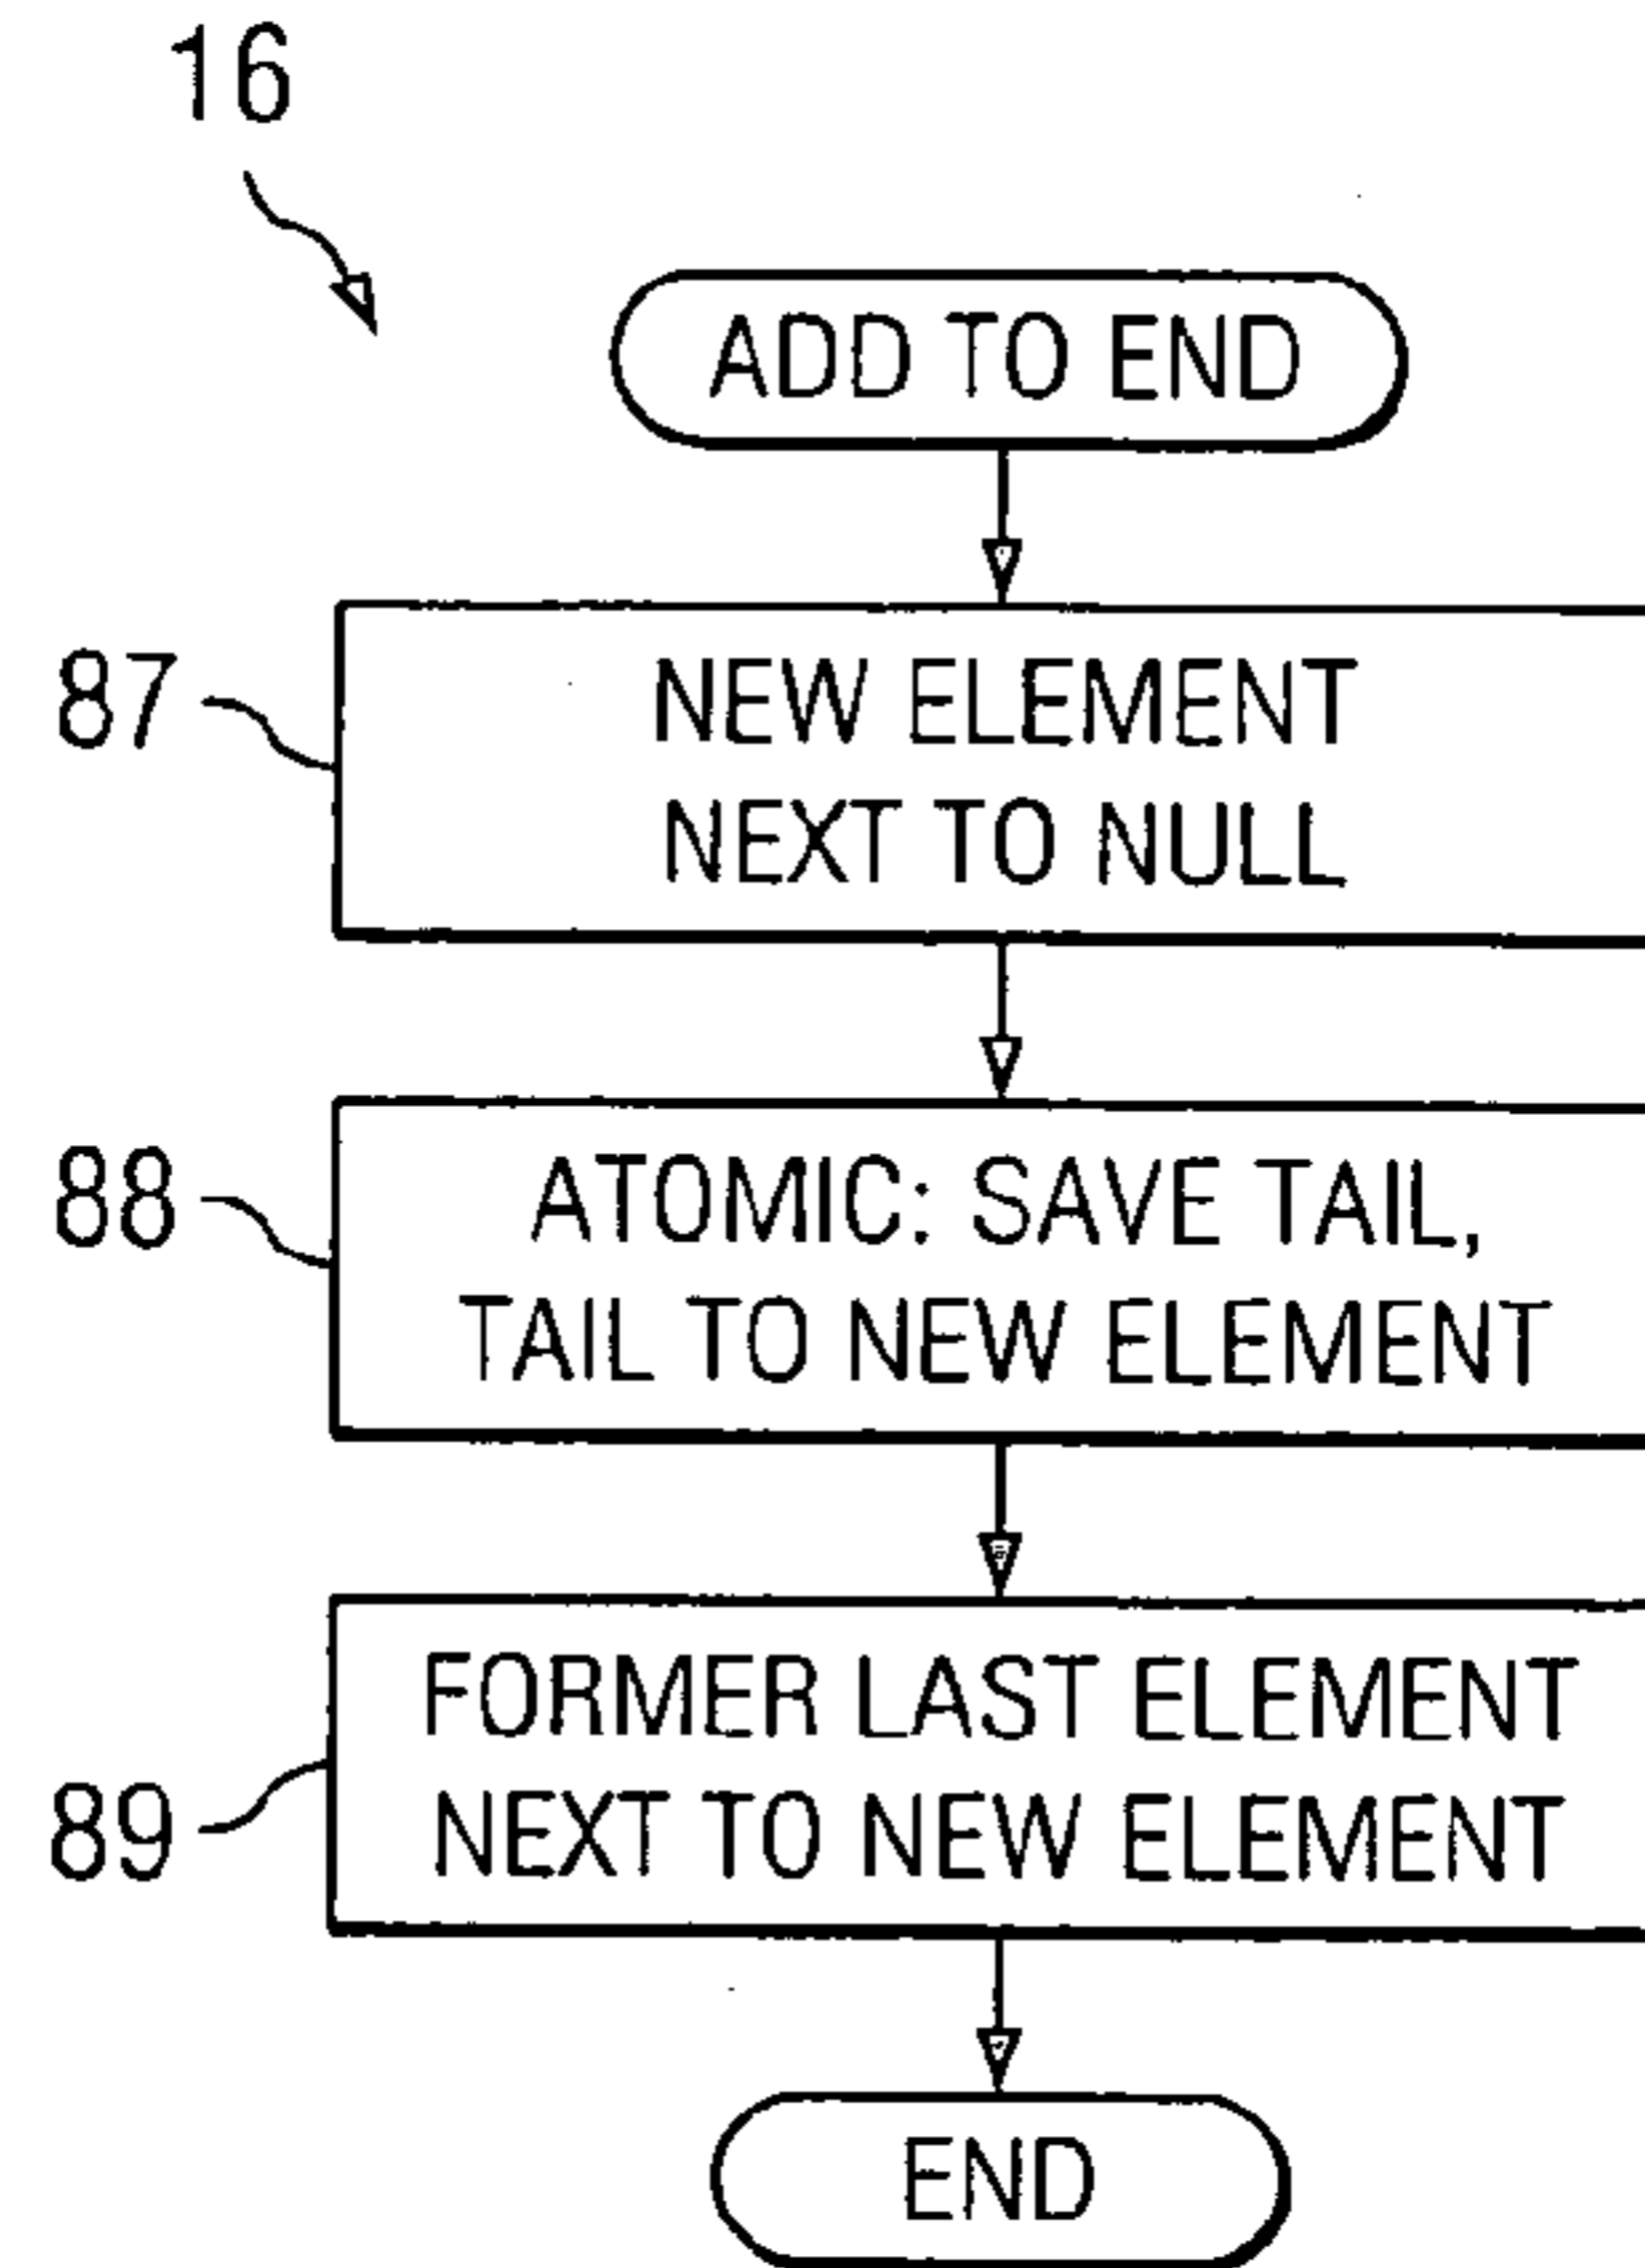 16
ADD TO END
87
NEW ELEMENT
NEXT TO NULL
88
ATOMIC: SAVE TAIL,
TAIL TO NEW ELEMENT
FORMER LAST ELEMENT
89
NEXT TO NEW ELEMENT
END